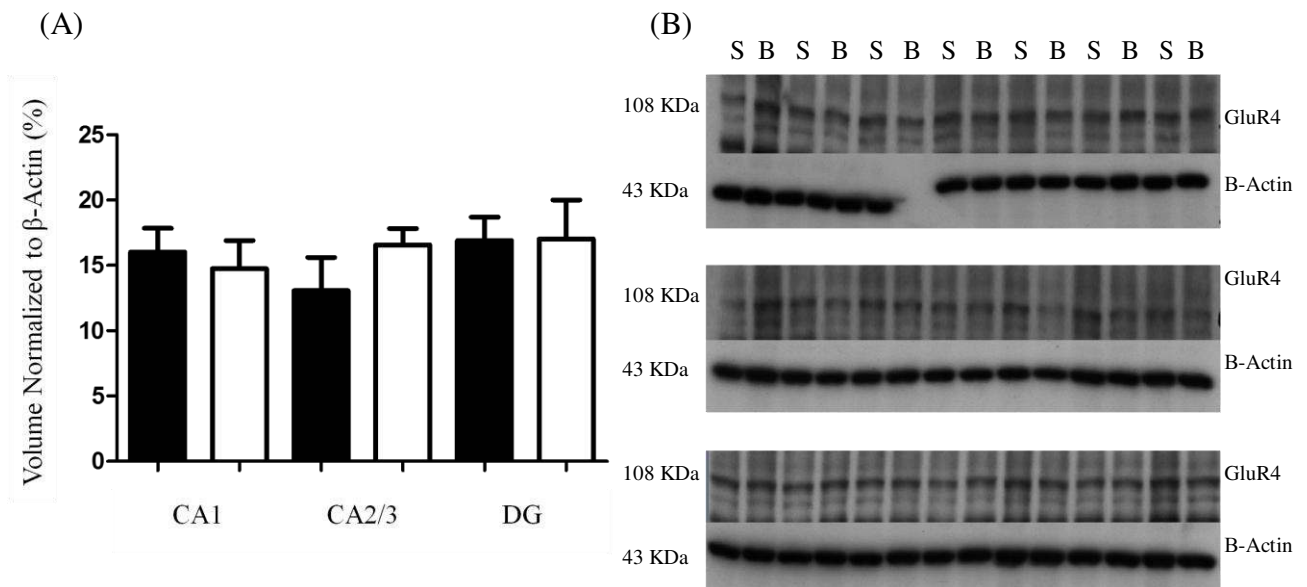 (A)
Volume Normalized to β-Actin (%)
25
20
15
10
5
0
CA1 CA2/3 DG
(B)
S B S B S B S B S B S B S B
108 KDa GluR4
43 KDa B-Actin
108 KDa GluR4
43 KDa B-Actin
108 KDa GluR4
43 KDa B-Actin